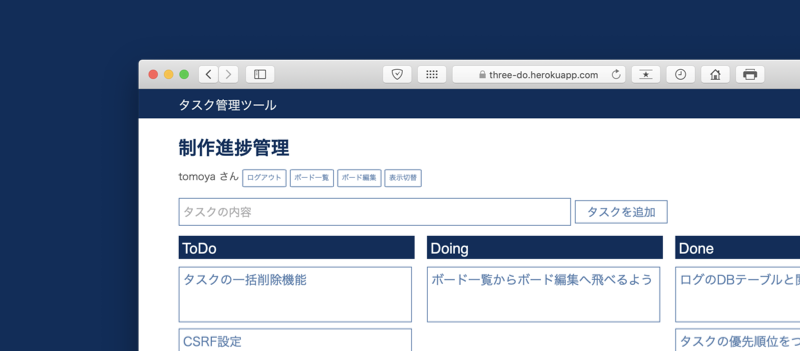 three-do.herokuapp.com
タスク管理ツール
制作進捗管理
tomoya さん ログアウト ボード一覧 ボード編集 表示切替
タスクの内容 タスクを追加
ToDo Doing Done
タスクの一括削除機能 ボード一覧からボード編集へ飛べるよう ログのDBテーブルと
CSRF設定 タスクの優先順位をつ